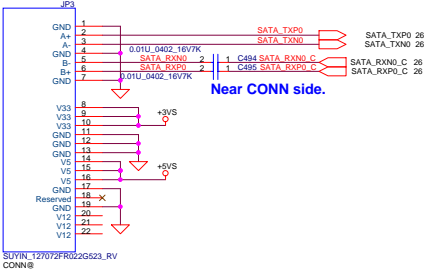 JP3
GND 1
A+ 2 SATA_TXP0 SATA_TXP0 26
A- 3 SATA_TXN0 SATA_TXN0 26
GND 4 0.01U_0402_16V7K
B- 5 SATA_RXN0 2 1 C494 SATA_RXN0_C SATA_RXN0_C 26
B+ 6 SATA_RXP0 2 1 C495 SATA_RXP0_C SATA_RXP0_C 26
GND 7 0.01U_0402_16V7K
Near CONN side.
V33 8
V33 9 +3VS
V33 10
GND 11
GND 12
GND 13
V5 14
V5 15 +5VS
V5 16
GND 17
Reserved 18
GND 19
V12 20
V12 21
V12 22
SUYIN_127072FR022G523_RV
CONN@